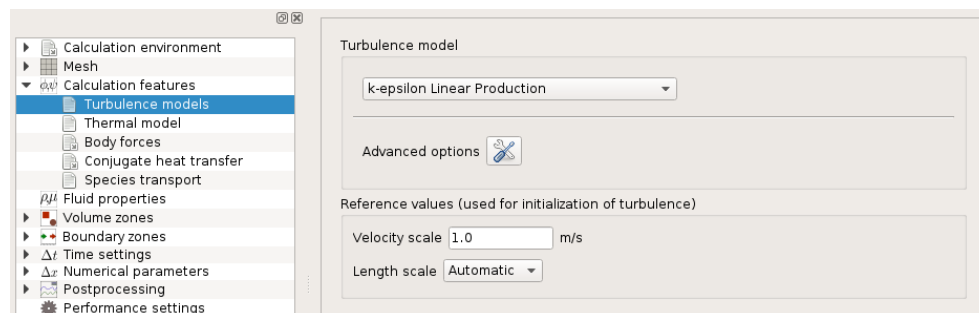 Calculation environment
Mesh
Calculation features
Turbulence models
Thermal model
Body forces
Conjugate heat transfer
Species transport
Fluid properties
Volume zones
Boundary zones
Δt Time settings
Δx Numerical parameters
Postprocessing
Performance settings
Turbulence model
k-epsilon Linear Production
Advanced options
Reference values (used for initialization of turbulence)
Velocity scale 1.0 m/s
Length scale Automatic